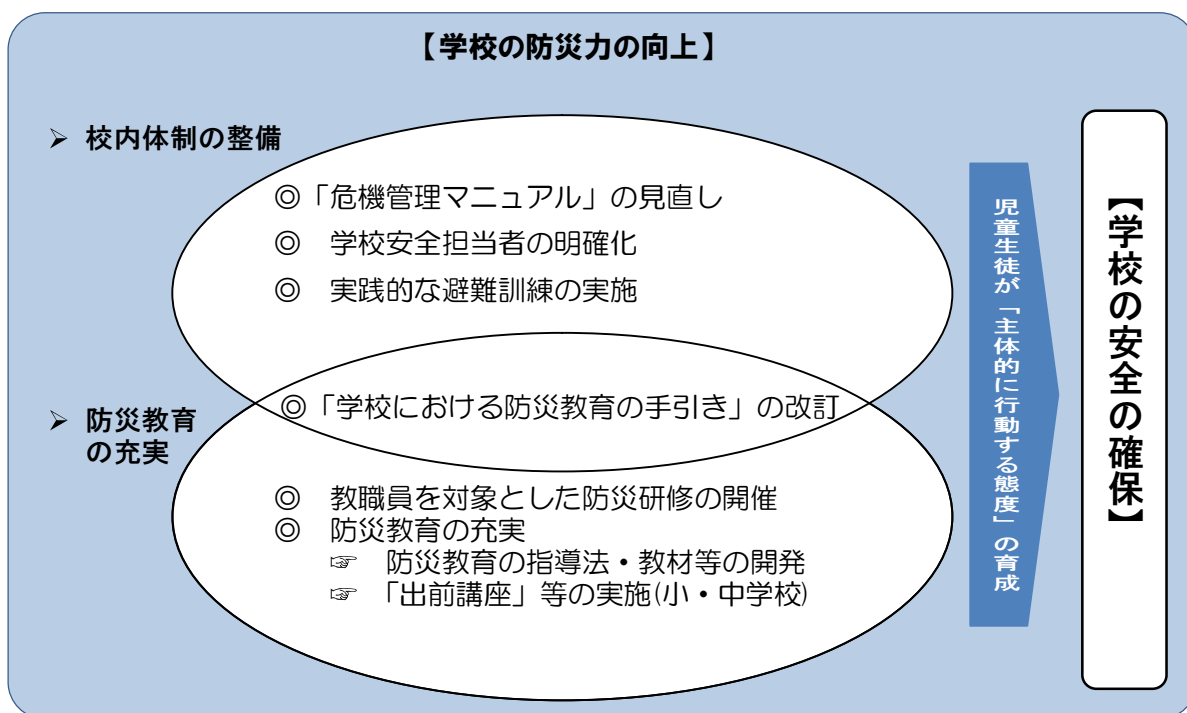 【学校の防災力の向上】
➢ 校内体制の整備
◎「危機管理マニュアル」の見直し
◎ 学校安全担当者の明確化
◎ 実践的な避難訓練の実施
◎「学校における防災教育の手引き」の改訂
➢ 防災教育
の充実
◎ 教職員を対象とした防災研修の開催
◎ 防災教育の充実
☞ 防災教育の指導法・教材等の開発
☞ 「出前講座」等の実施(小・中学校)
児童生徒が「主体的に行動する態度」の育成
【学校の安全の確保】